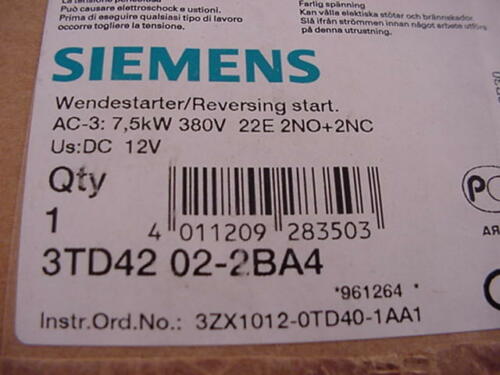 Può causare elettroschock e ustioni.
Prima di eseguire qualsiasi tipo di lavoro
occorre togliere la tensione.
Farlig spänning
Kan vålla elektiska stötar och brännskador.
Slå ifrån strömmen innan något arbete utförs
på denna utrustning.
SIEMENS
Wendestarter/Reversing start.
AC-3: 7,5kW 380V 22E 2NO+2NC
Us:DC 12V
Qty
1
4 011209 283503
3TD42 02-2BA4
*961264 *
Instr.Ord.No.: 3ZX1012-0TD40-1AA1